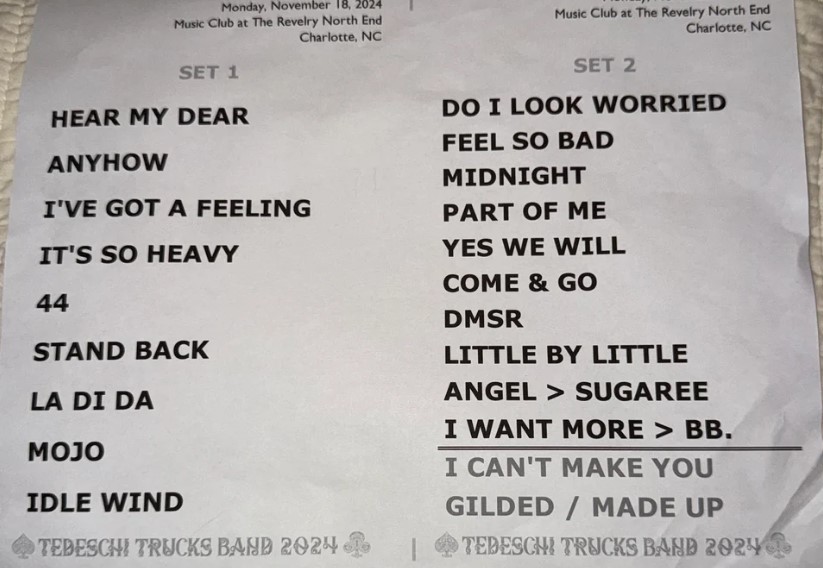 Monday, November 18, 2024
Music Club at The Revelry North End
Charlotte, NC
SET 1
HEAR MY DEAR
ANYHOW
I'VE GOT A FEELING
IT'S SO HEAVY
44
STAND BACK
LA DI DA
MOJO
IDLE WIND
TEDESCHI TRUCKS BAND 2024
Music Club at The Revelry North End
Charlotte, NC
SET 2
DO I LOOK WORRIED
FEEL SO BAD
MIDNIGHT
PART OF ME
YES WE WILL
COME & GO
DMSR
LITTLE BY LITTLE
ANGEL > SUGAREE
I WANT MORE > BB.
I CAN'T MAKE YOU
GILDED / MADE UP
TEDESCHI TRUCKS BAND 2024